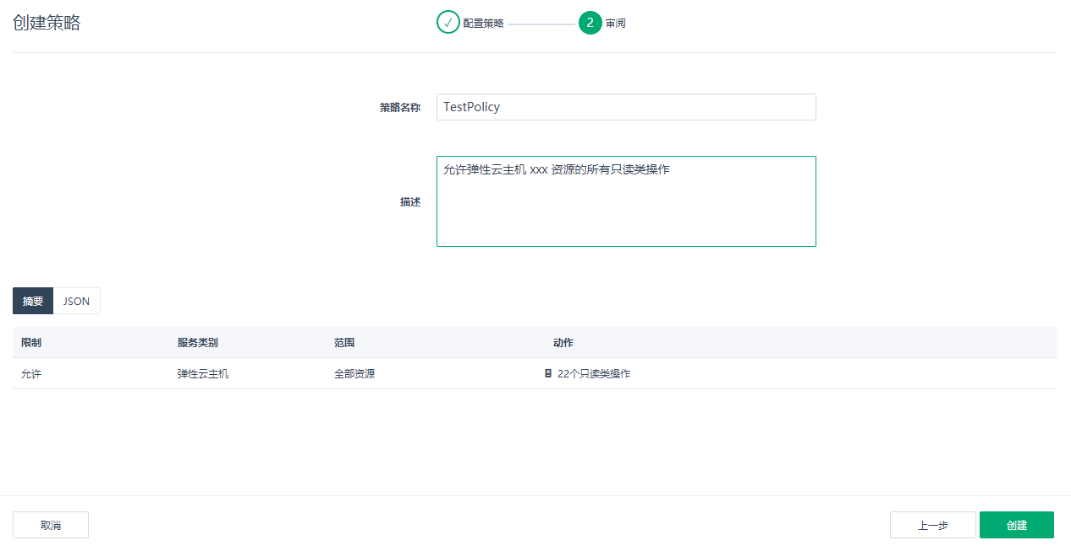 创建策略
配置策略
2 审阅
策略名称
TestPolicy
描述
允许弹性云主机 xxx 资源的所有只读类操作
摘要 JSON
限制 服务类别 范围 动作
允许 弹性云主机 全部资源 22个只读类操作
取消 上一步 创建